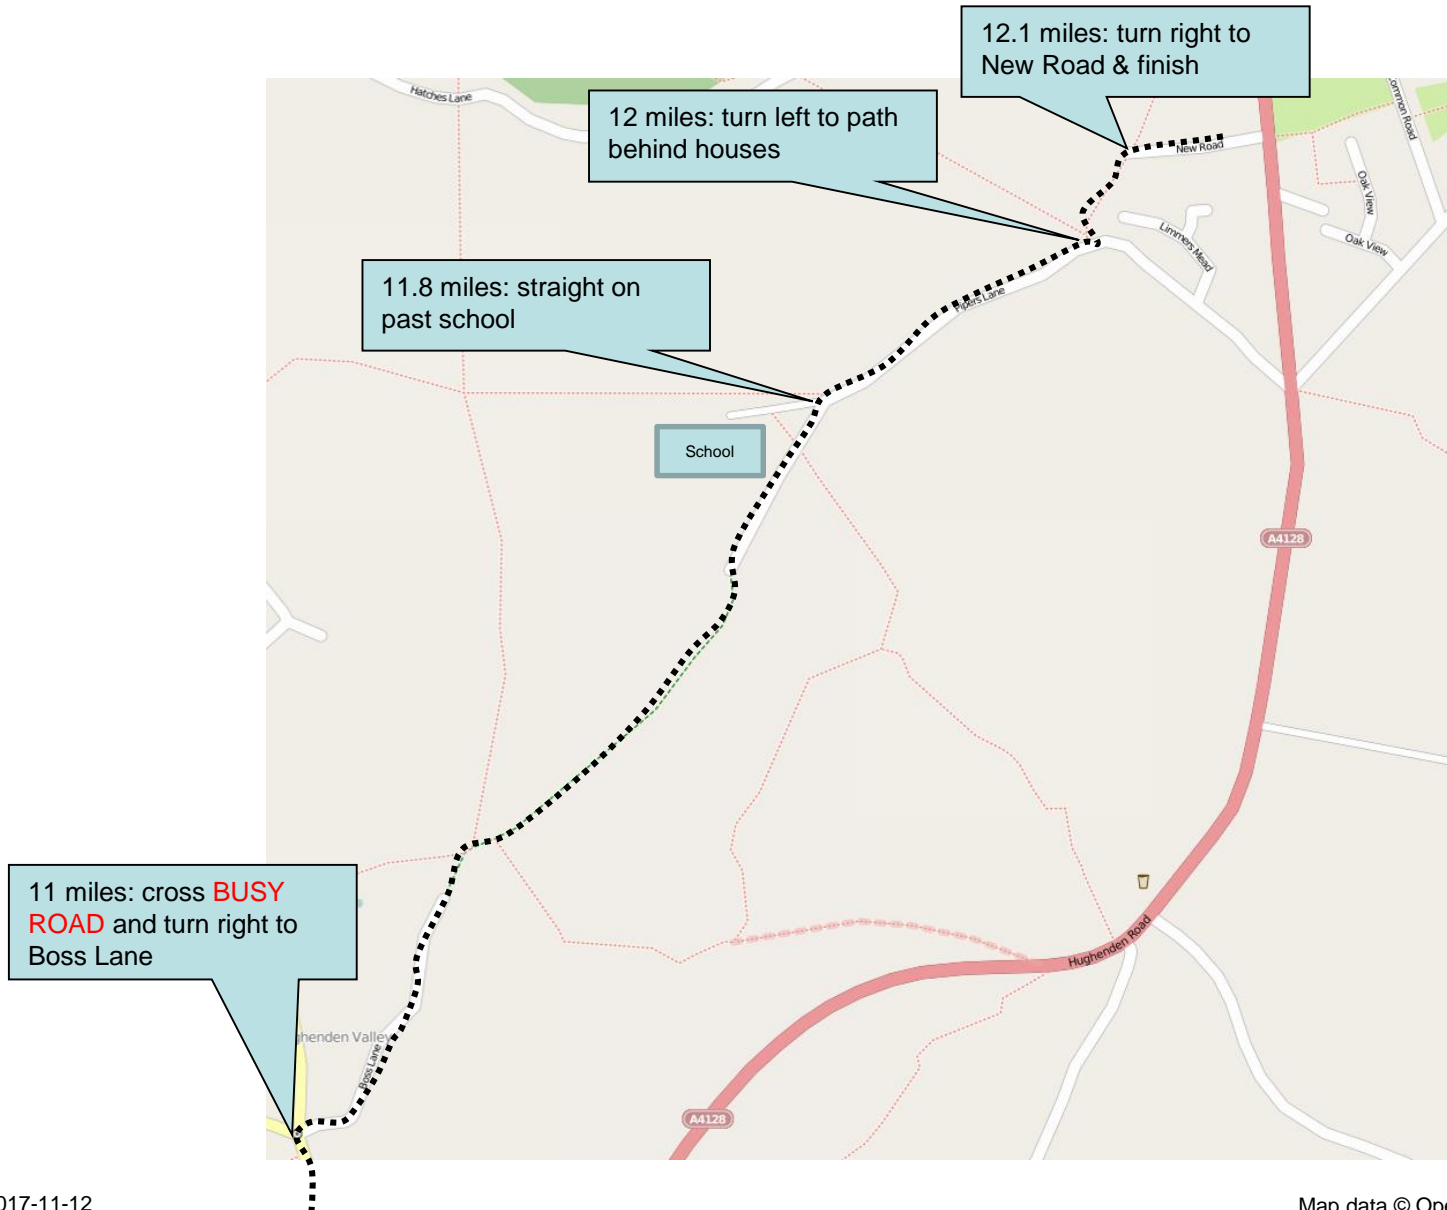 12.1 miles: turn right to
New Road & finish
Hatches Lane
12 miles: turn left to path
behind houses
Common Road
New Road
Oak View
Oak View
Limmers Mead
11.8 miles: straight on
past school
Pipers Lane
School
A4128
11 miles: cross BUSY
ROAD and turn right to
Boss Lane
Hughenden Road
ghenden Valley
Boss Lane
A4128
017-11-12
Map data © Ope